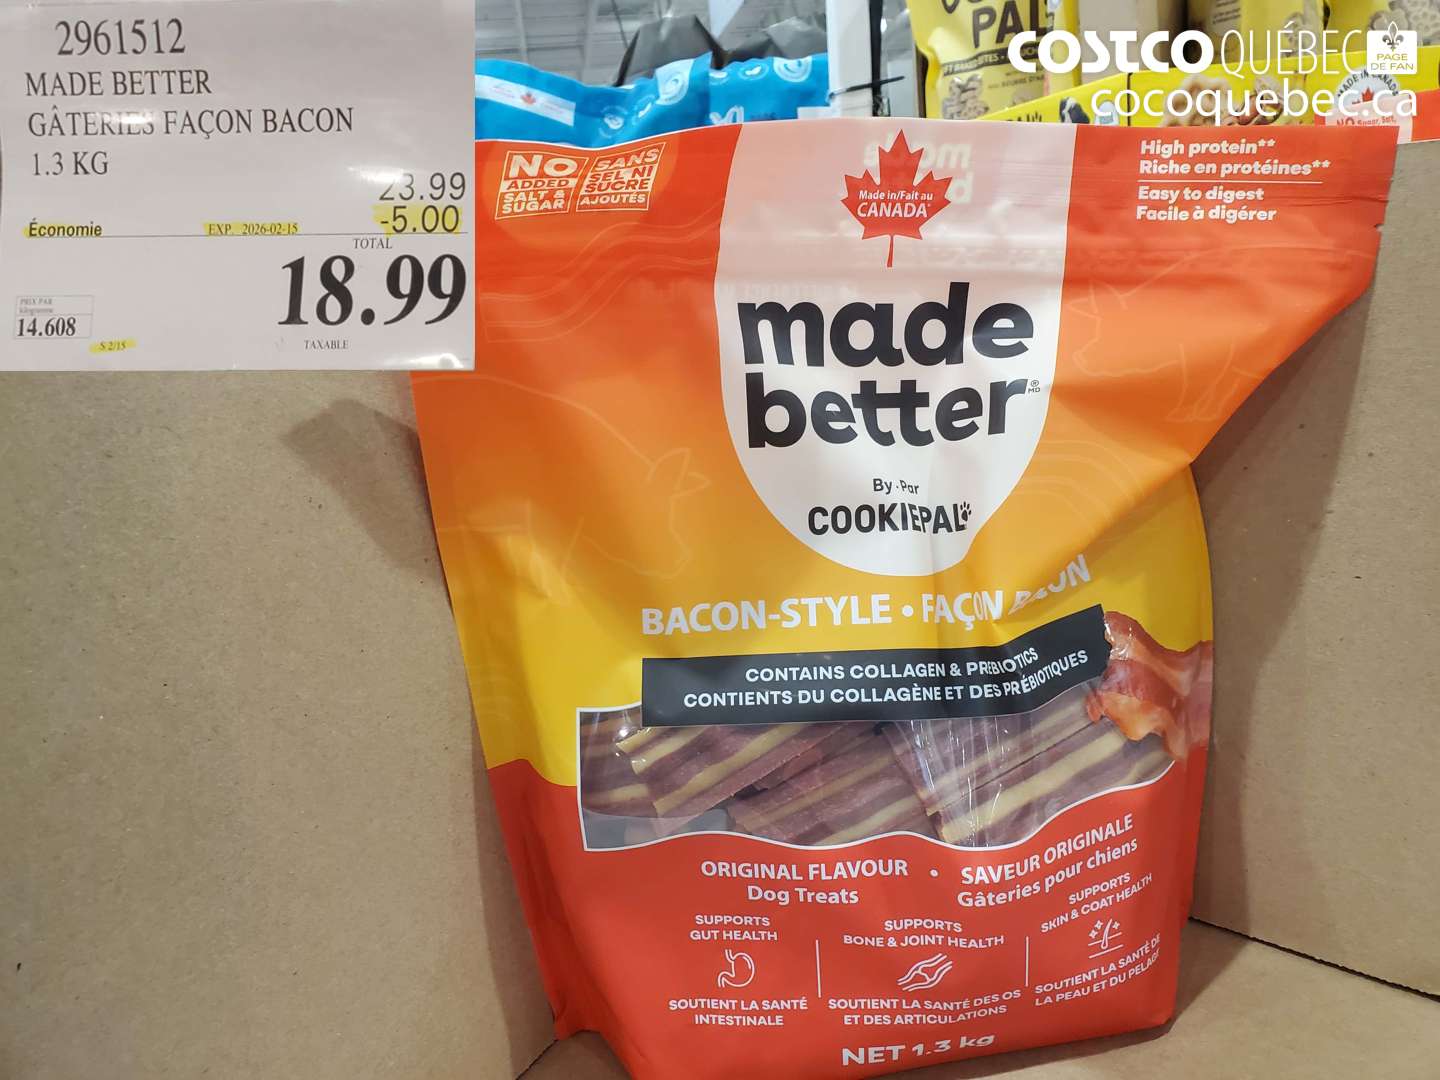 2961512
MADE BETTER
GÂTERIES FAÇON BACON
1.3 KG
23.99
Économie
EXP. 2026-02-15
-5.00
TOTAL
18.99
PRIX PAR
kilogramme
14.608
S 2/15
TAXABLE
COSTCO QUÉBEC
PAGE
DE FAN
cocoquebec.ca
PAL
NO
ADDED
SALT &
SUGAR
SANS
SEL NI
SUCRE
AJOUTÉS
Made in/Fait au
CANADA*
High protein**
Riche en protéines**
Easy to digest
Facile à digérer
made
better
®
MD
By · Par
COOKIEPAL
BACON-STYLE • FAÇON BACON
CONTAINS COLLAGEN & PREBIOTICS
CONTIENTS DU COLLAGÈNE ET DES PRÉBIOTIQUES
ORIGINAL FLAVOUR • SAVEUR ORIGINALE
Dog Treats Gâteries pour chiens
SUPPORTS
GUT HEALTH
SOUTIENT LA SANTÉ
INTESTINALE
SUPPORTS
BONE & JOINT HEALTH
SOUTIENT LA SANTÉ DES OS
ET DES ARTICULATIONS
SUPPORTS
SKIN & COAT HEALTH
SOUTIENT LA SANTÉ DE
LA PEAU ET DU PELAGE
NET 1.3 kg